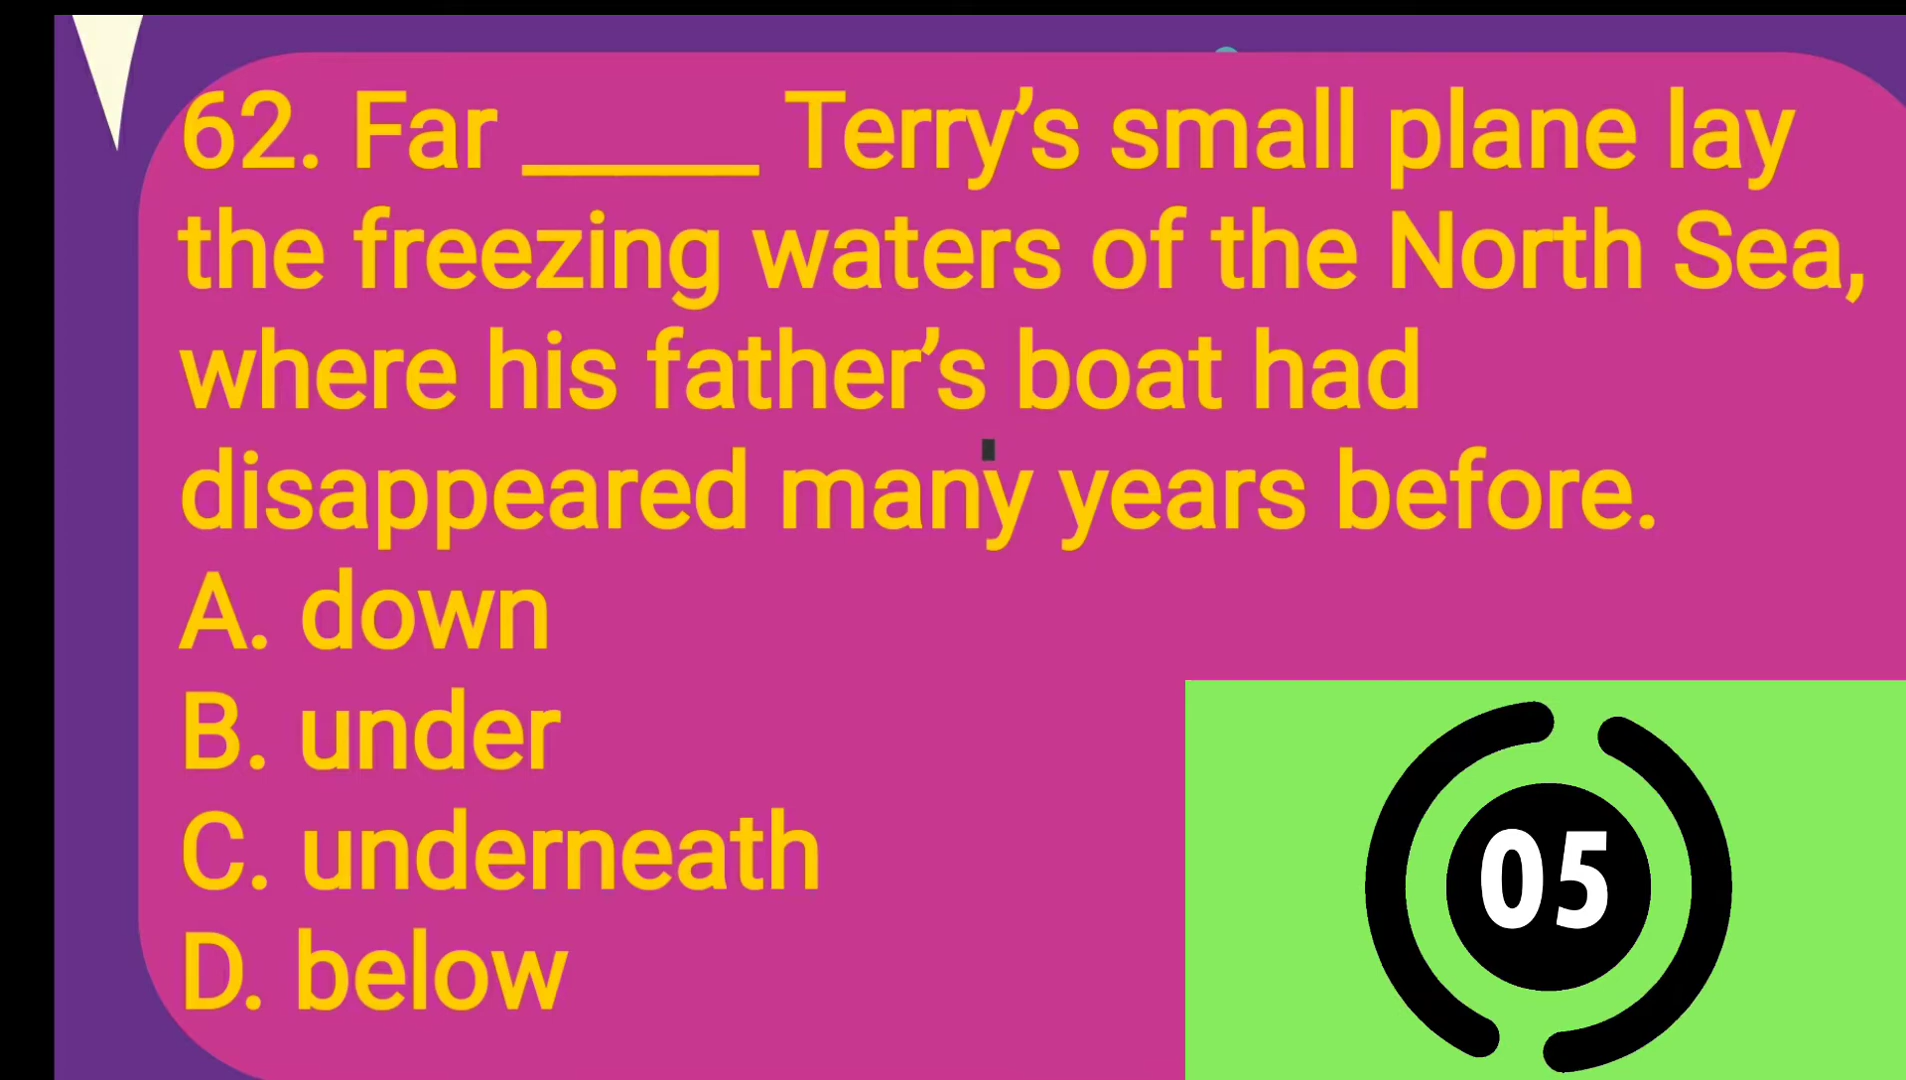 62. Far _____ Terry’s small plane lay
the freezing waters of the North Sea,
where his father’s boat had
disappeared many years before.
A. down
B. under
C. underneath
D. below
05